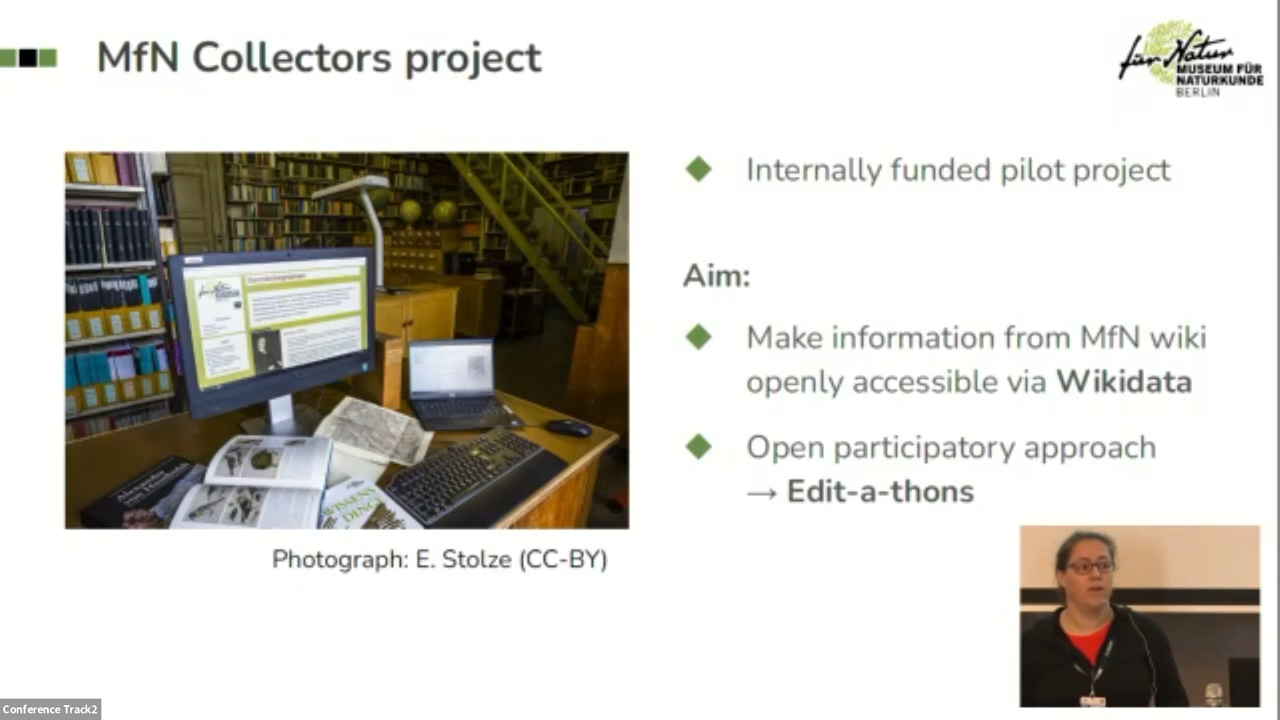 MfN Collectors project
für Natur
MUSEUM FÜR
NATURKUNDE
BERLIN
Internally funded pilot project
Aim:
Make information from MfN wiki
openly accessible via Wikidata
Open participatory approach
→ Edit-a-thons
Photograph: E. Stolze (CC-BY)
Conference Track2